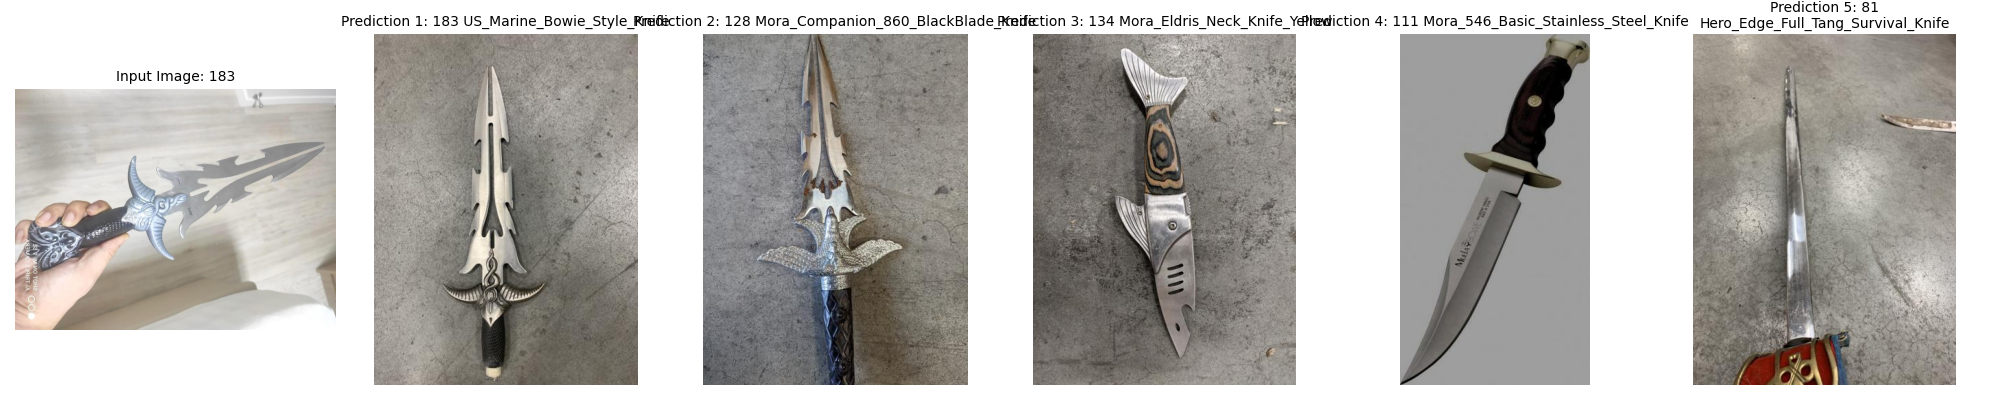 Input Image: 183
Prediction 1: 183 US_Marine_Bowie_Style_Knife
Prediction 2: 128 Mora_Companion_860_BlackBlade_Knife
Prediction 3: 134 Mora_Eldris_Neck_Knife_Yellow
Prediction 4: 111 Mora_546_Basic_Stainless_Steel_Knife
Prediction 5: 81
Hero_Edge_Full_Tang_Survival_Knife